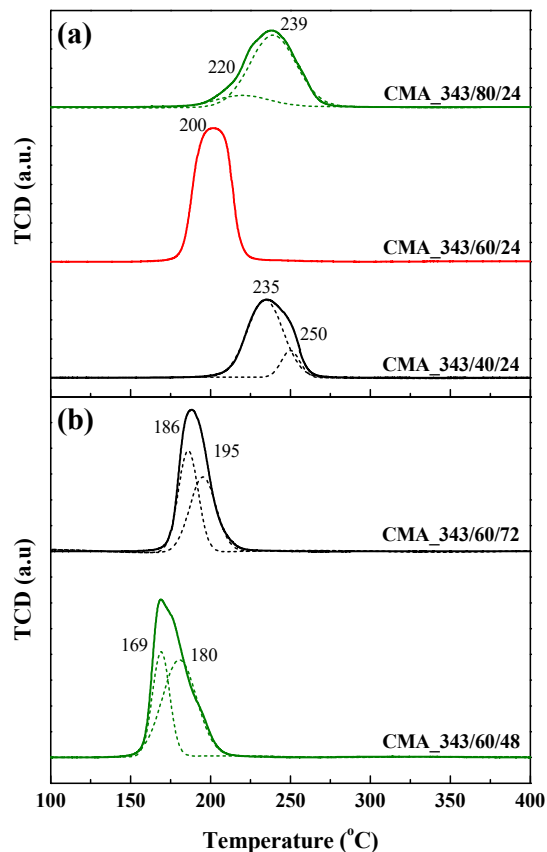 (a)
239
220
CMA_343/80/24
200
CMA_343/60/24
235
250
CMA_343/40/24
TCD (a.u.)
(b)
186
195
CMA_343/60/72
169
180
CMA_343/60/48
TCD (a.u)
100 150 200 250 300 350 400
Temperature (°C)